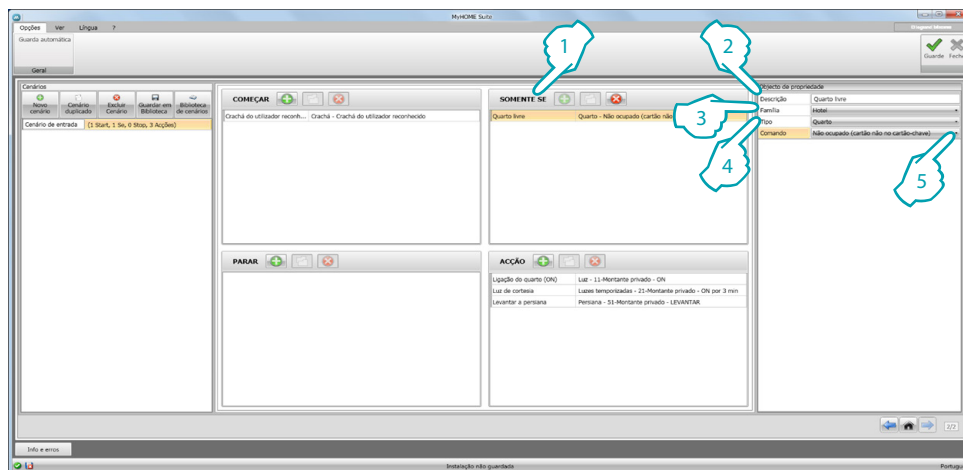 MyHOME Suite
Opções Ver Língua ?
Guarda automática
Geral
Guarde Feche
Cenários
Novo cenário
Cenário duplicado
Excluir Cenário
Guardar em Biblioteca
Biblioteca de cenários
Cenário de entrada (1 Start, 1 Se, 0 Stop, 3 Acções)
COMEÇAR
Crachá do utilizador reconh... Crachá - Crachá do utilizador reconhecido
SOMENTE SE
Quarto livre Quarto - Não ocupado (cartão não
PARAR
ACÇÃO
Ligação do quarto (ON) Luz - 11-Montante privado - ON
Luz de cortesia Luzes temporizadas - 21-Montante privado - ON por 3 min
Levantar a persiana Persiana - 51-Montante privado - LEVANTAR
Objecto da propriedade
Descrição Quarto livre
Família Hotel
Tipo Quarto
Comando Não ocupado (cartão não no cartão-chave)
1
2
3
4
5
2/2
Info e erros
Instalação não guardada
Portugu